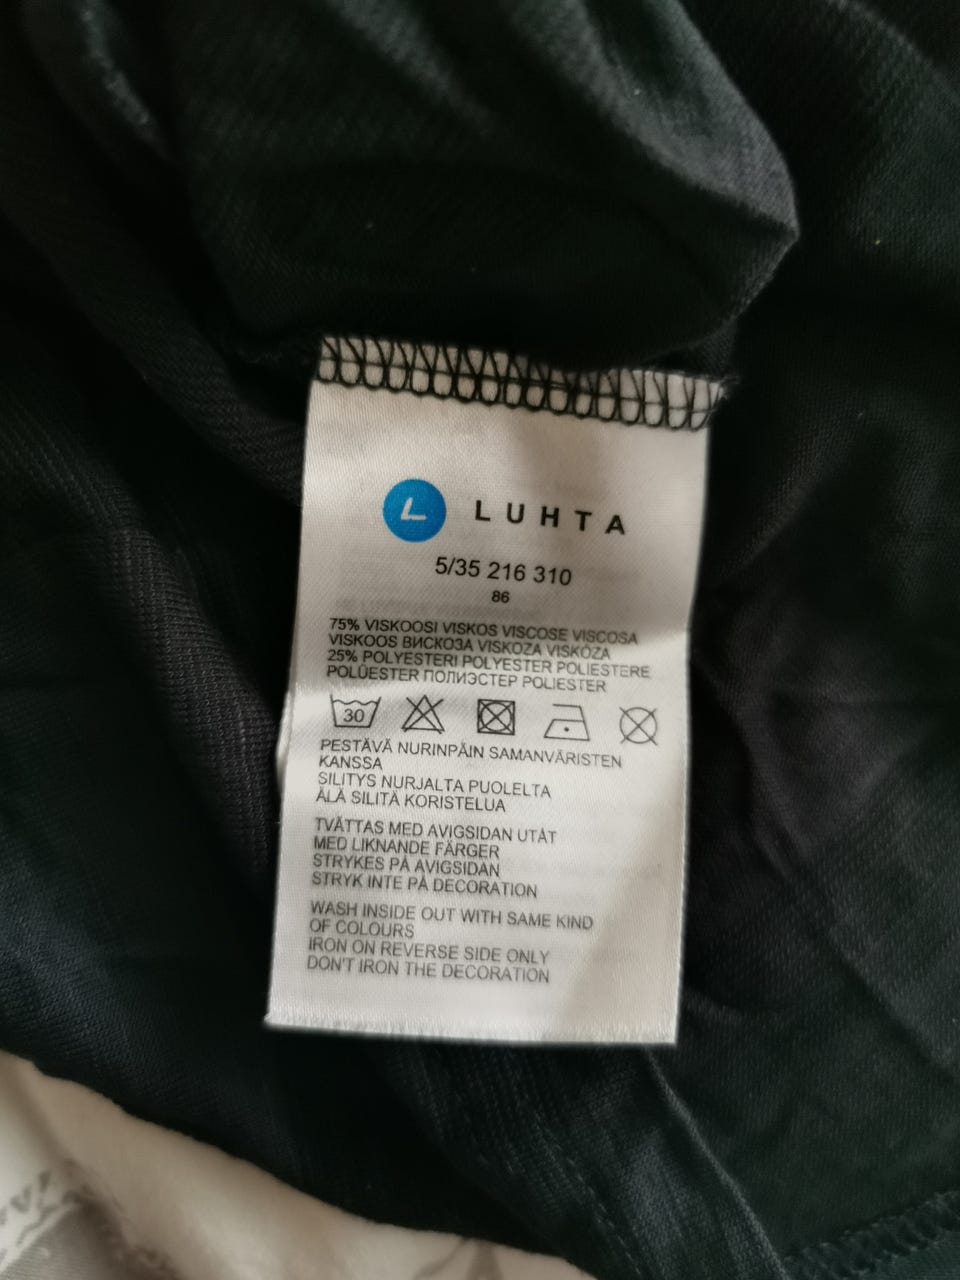 L LUHTA
5/35 216 310
86
75% VISKOOSI VISKOS VISCOSE VISCOSA
VISKOOS ВИСКОЗА VISKOZA VISKÓZA
25% POLYESTERI POLYESTER POLIESTERE
POLÜESTER ПОЛИЭСТЕР POLIESTER
30
PESTÄVÄ NURINPÄIN SAMANVÄRISTEN
KANSSA
SILITYS NURJALTA PUOLELTA
ÄLÄ SILITÄ KORISTELUA
TVÄTTAS MED AVIGSIDAN UTÅT
MED LIKNANDE FÄRGER
STRYKES PÅ AVIGSIDAN
STRYK INTE PÅ DECORATION
WASH INSIDE OUT WITH SAME KIND
OF COLOURS
IRON ON REVERSE SIDE ONLY
DON'T IRON THE DECORATION